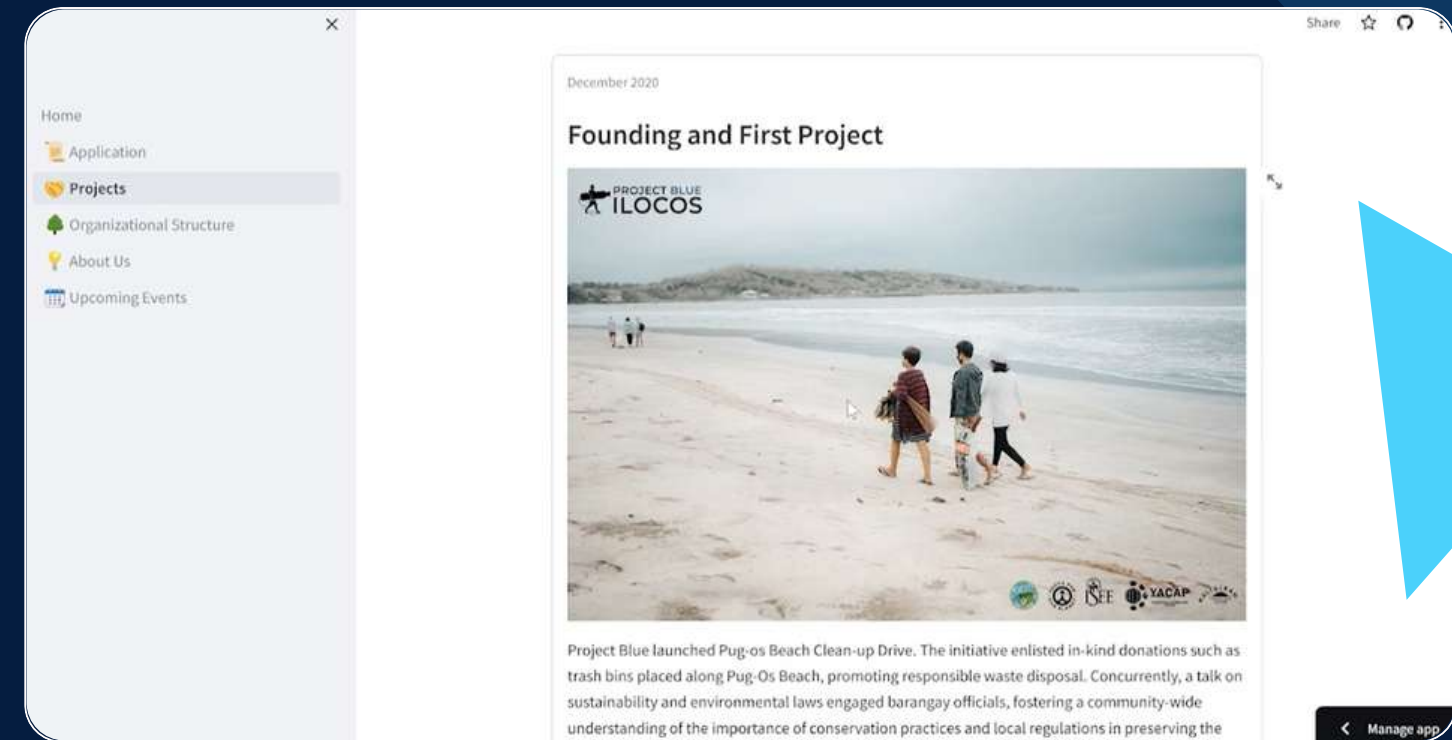 Share
Home
Application
Projects
Organizational Structure
About Us
Upcoming Events
December 2020
Founding and First Project
PROJECT BLUE
ILOCOS
ISEE
YACAP
Project Blue launched Pug-os Beach Clean-up Drive. The initiative enlisted in-kind donations such as
trash bins placed along Pug-Os Beach, promoting responsible waste disposal. Concurrently, a talk on
sustainability and environmental laws engaged barangay officials, fostering a community-wide
understanding of the importance of conservation practices and local regulations in preserving the
Manage app